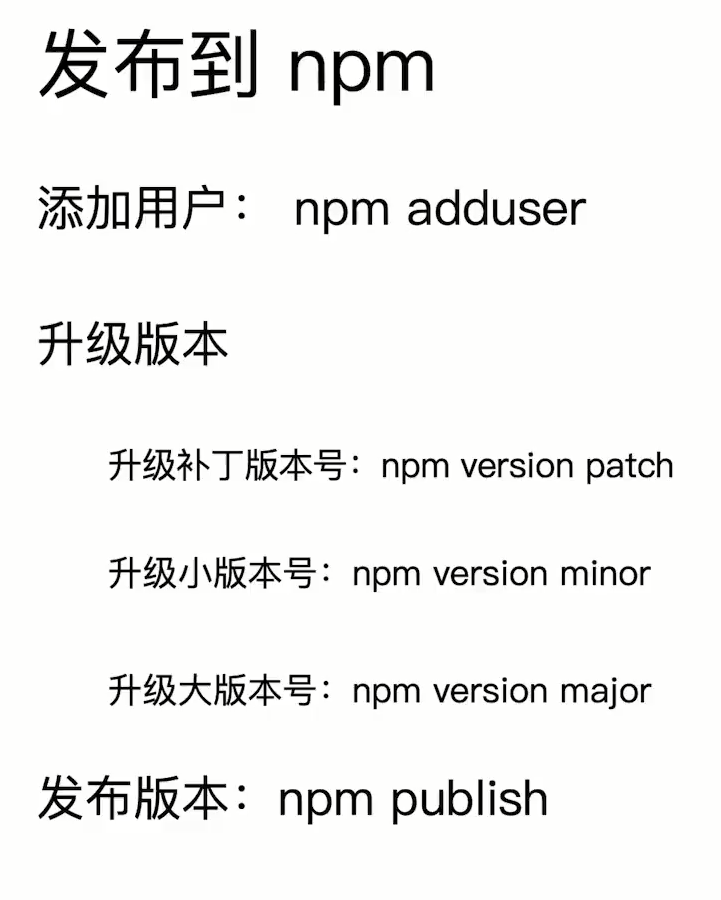 发布到 npm
添加用户： npm adduser
升级版本
升级补丁版本号：npm version patch
升级小版本号：npm version minor
升级大版本号：npm version major
发布版本：npm publish